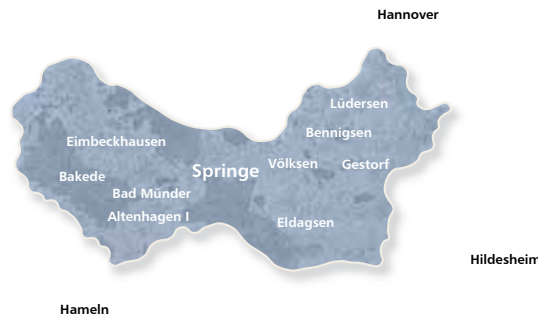 Hannover
Lüdersen
Bennigsen
Eimbeckhausen
Völksen
Gestorf
Springe
Bakede
Bad Münder
Altenhagen I
Eldagsen
Hildesheim
Hameln